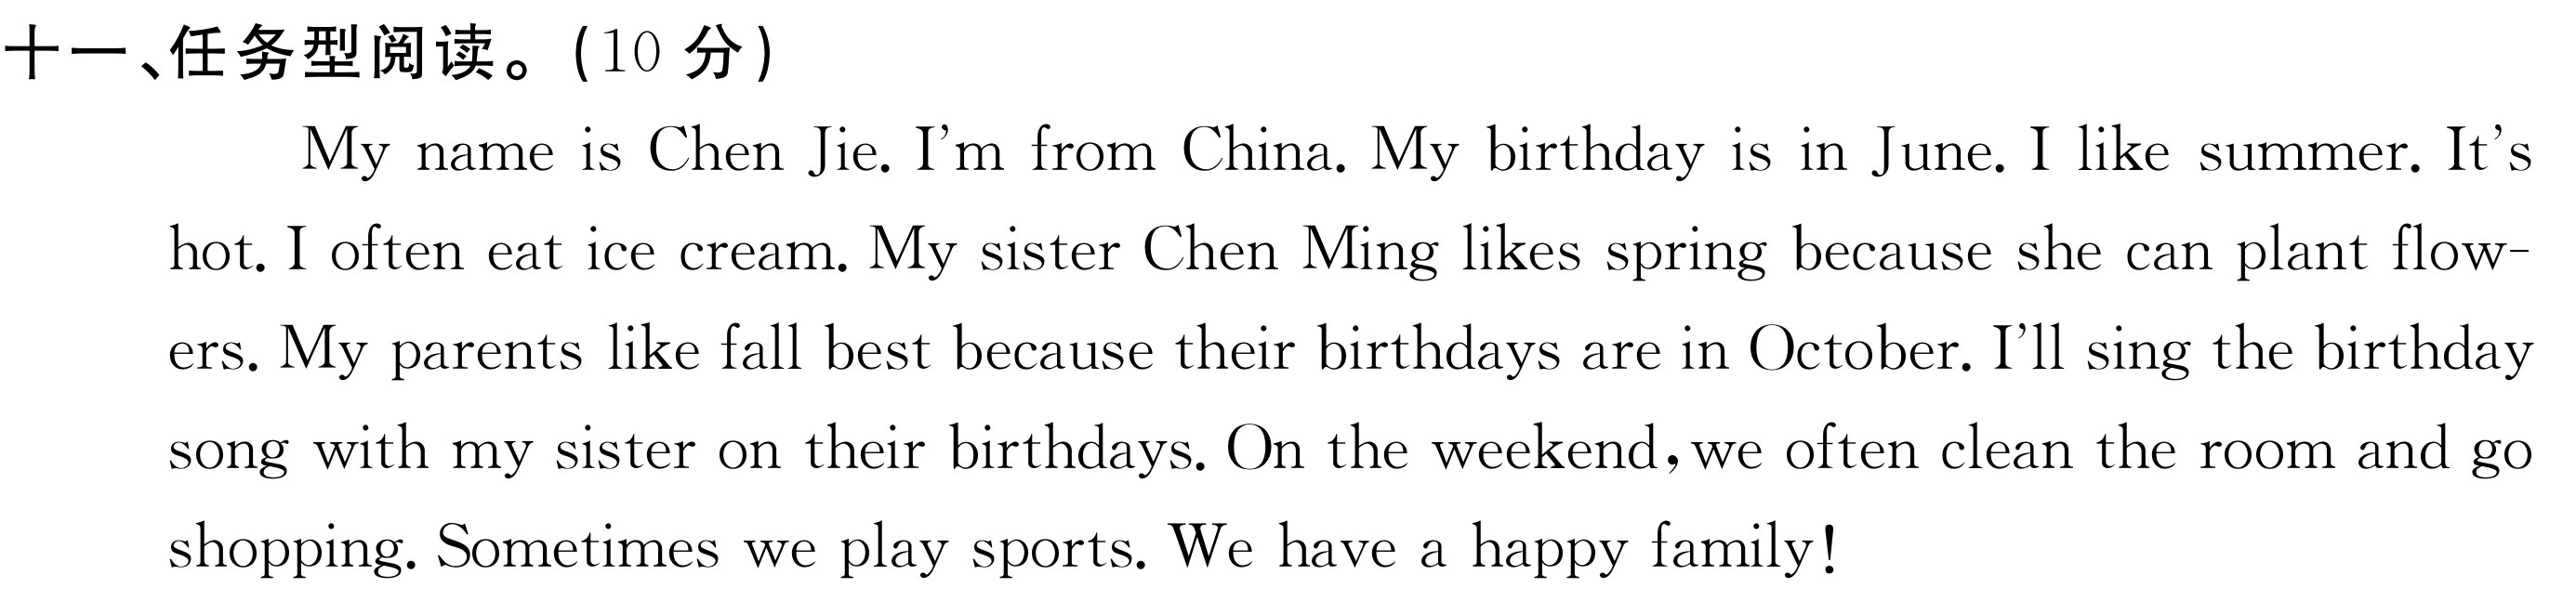 十一、任务型阅读。(10 分)
My name is Chen Jie. I'm from China. My birthday is in June. I like summer. It's
hot. I often eat ice cream. My sister Chen Ming likes spring because she can plant flow-
ers. My parents like fall best because their birthdays are in October. I'll sing the birthday
song with my sister on their birthdays. On the weekend,we often clean the room and go
shopping. Sometimes we play sports. We have a happy family!